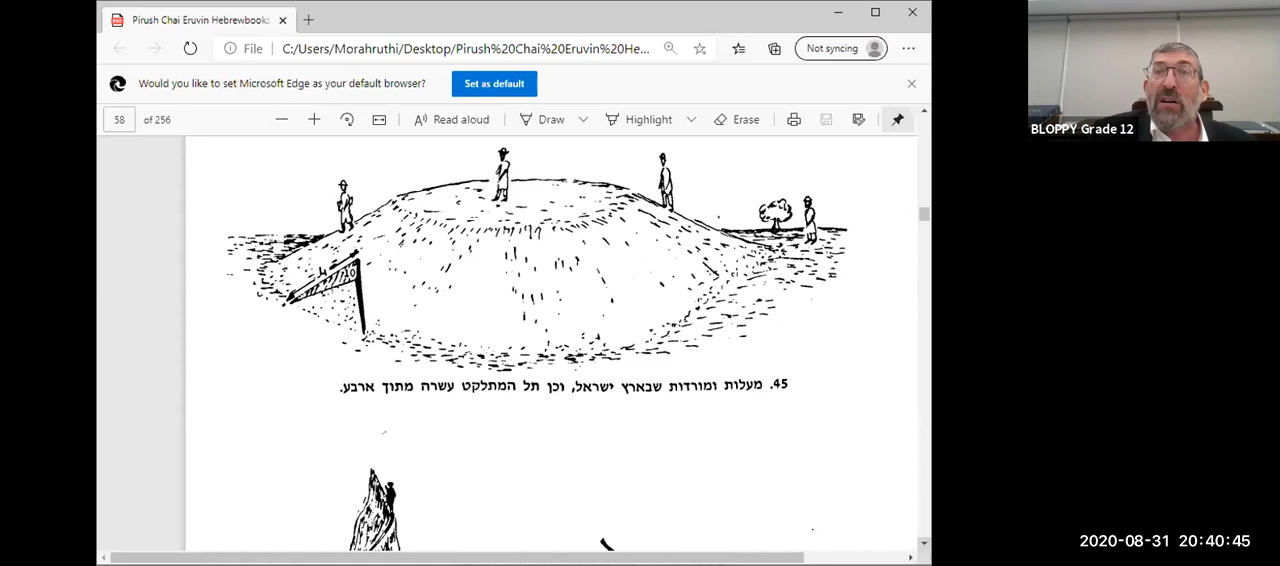 Pirush Chai Eruvin Hebrewbooks
File C:/Users/Morahruthi/Desktop/Pirush%20Chai%20Eruvin%20He... Not syncing
Would you like to set Microsoft Edge as your default browser? Set as default
58 of 256 Read aloud Draw Highlight Erase
BLOPPY Grade 12
10
45. מעלות ומורדות שבארץ ישראל, וכן תל המתלקט עשרה מתוך ארבע.
2020-08-31 20:40:45